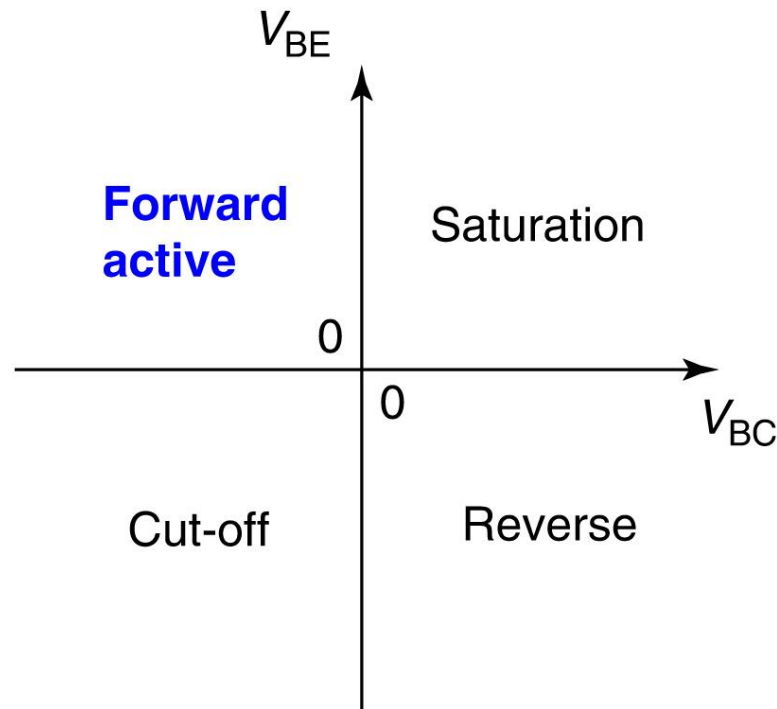 V_BE
Forward
active
Saturation
0
0
V_BC
Cut-off
Reverse